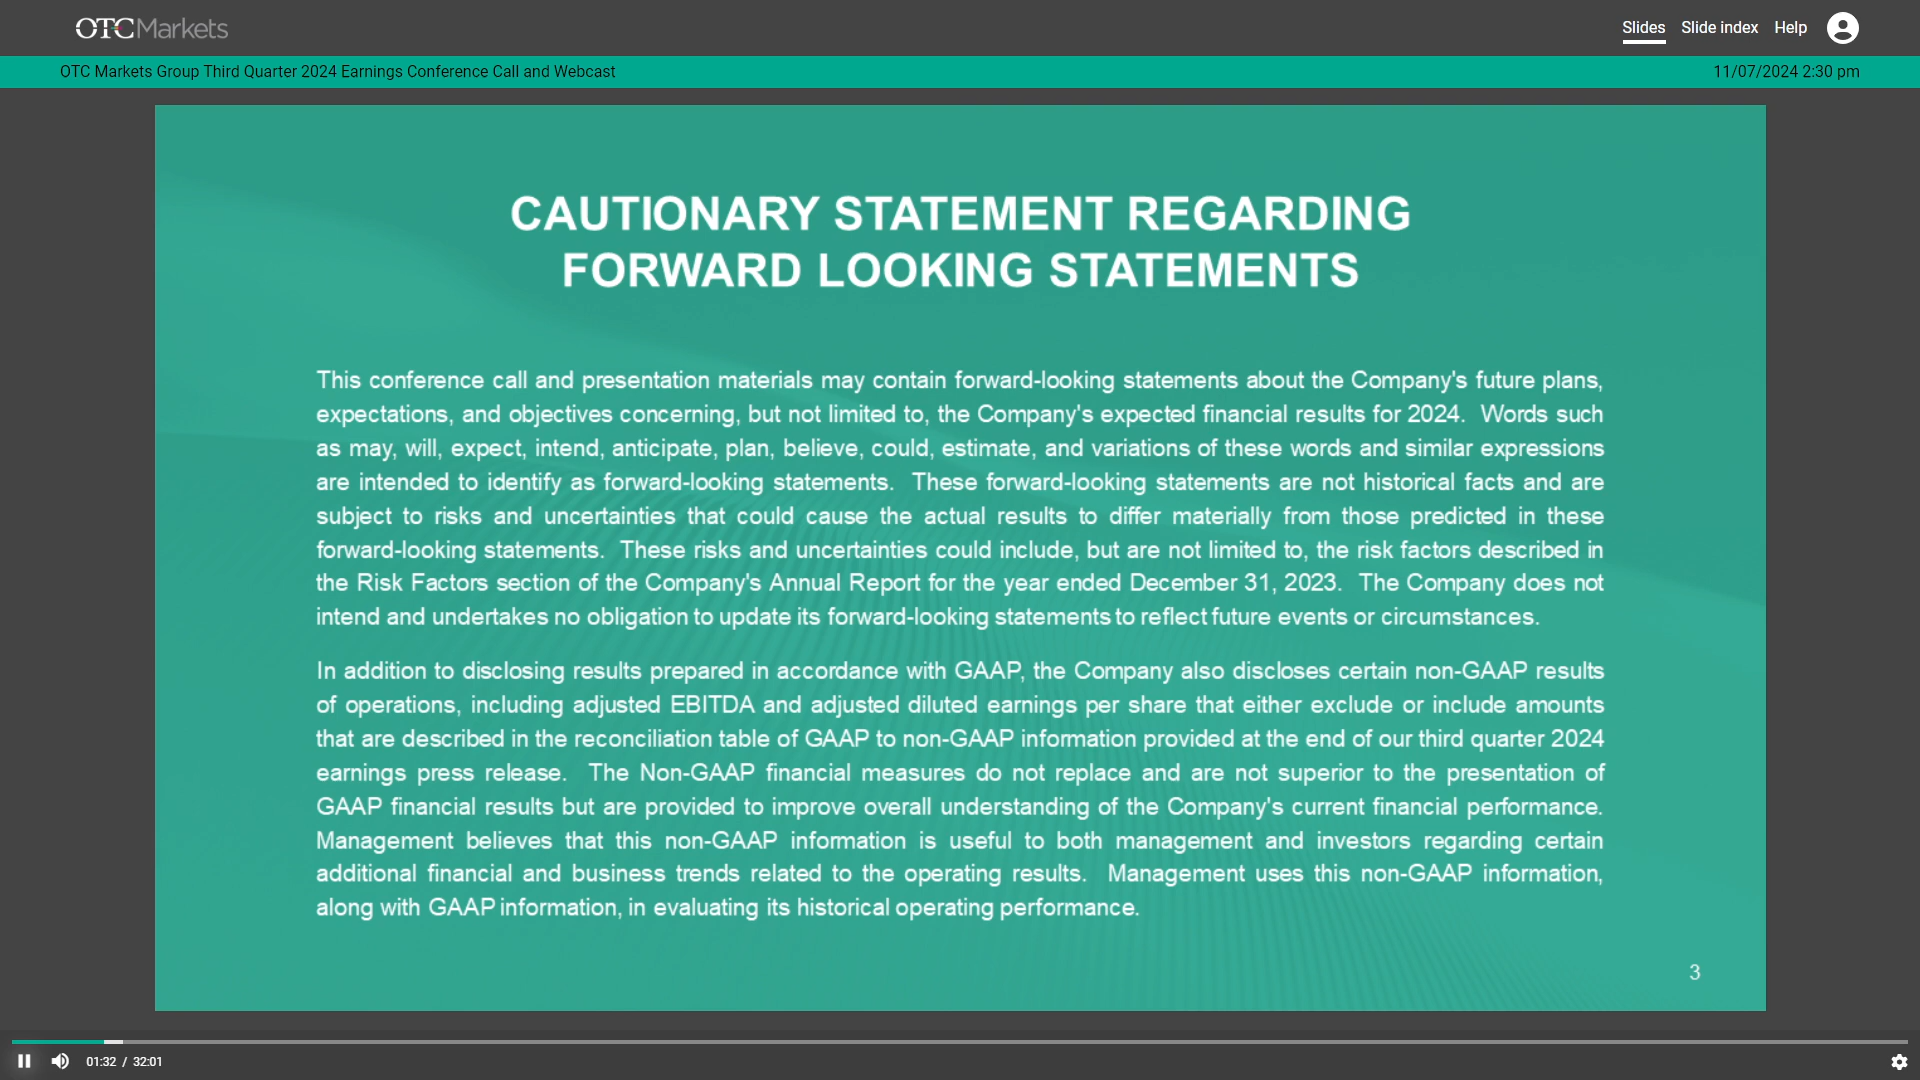 OTCMarkets
Slides Slide index Help
OTC Markets Group Third Quarter 2024 Earnings Conference Call and Webcast
11/07/2024 2:30 pm
CAUTIONARY STATEMENT REGARDING
FORWARD LOOKING STATEMENTS
This conference call and presentation materials may contain forward-looking statements about the Company's future plans,
expectations, and objectives concerning, but not limited to, the Company's expected financial results for 2024. Words such
as may, will, expect, intend, anticipate, plan, believe, could, estimate, and variations of these words and similar expressions
are intended to identify as forward-looking statements. These forward-looking statements are not historical facts and are
subject to risks and uncertainties that could cause the actual results to differ materially from those predicted in these
forward-looking statements. These risks and uncertainties could include, but are not limited to, the risk factors described in
the Risk Factors section of the Company's Annual Report for the year ended December 31, 2023. The Company does not
intend and undertakes no obligation to update its forward-looking statements to reflect future events or circumstances.
In addition to disclosing results prepared in accordance with GAAP, the Company also discloses certain non-GAAP results
of operations, including adjusted EBITDA and adjusted diluted earnings per share that either exclude or include amounts
that are described in the reconciliation table of GAAP to non-GAAP information provided at the end of our third quarter 2024
earnings press release. The Non-GAAP financial measures do not replace and are not superior to the presentation of
GAAP financial results but are provided to improve overall understanding of the Company's current financial performance.
Management believes that this non-GAAP information is useful to both management and investors regarding certain
additional financial and business trends related to the operating results. Management uses this non-GAAP information,
along with GAAP information, in evaluating its historical operating performance.
3
01:32 / 32:01